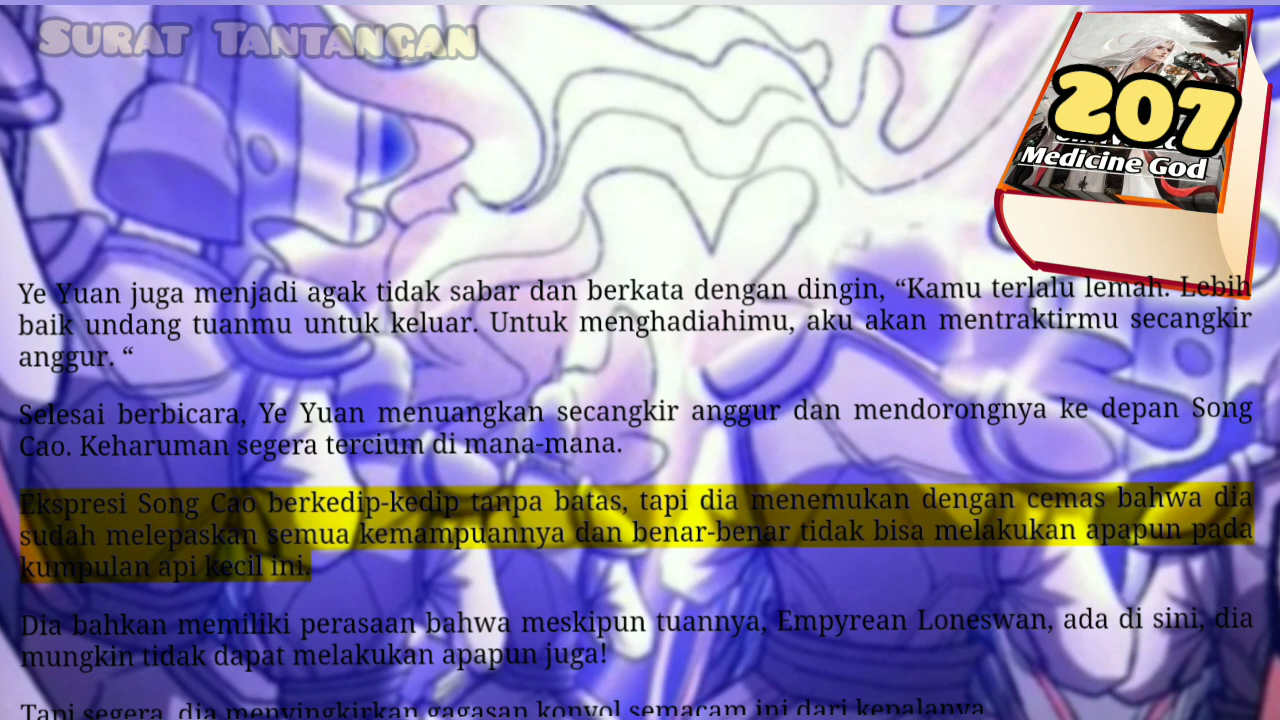 Surat Tantangan
207
Medicine God
Ye Yuan juga menjadi agak tidak sabar dan berkata dengan dingin, “Kamu terlalu lemah. Lebih
baik undang tuanmu untuk keluar. Untuk menghadiahimu, aku akan mentraktirmu secangkir
anggur. “
Selesai berbicara, Ye Yuan menuangkan secangkir anggur dan mendorongnya ke depan Song
Cao. Keharuman segera tercium di mana-mana.
Ekspresi Song Cao berkedip-kedip tanpa batas, tapi dia menemukan dengan cemas bahwa dia
sudah melepaskan semua kemampuannya dan benar-benar tidak bisa melakukan apapun pada
kumpulan api kecil ini.
Dia bahkan memiliki perasaan bahwa meskipun tuannya, Empyrean Loneswan, ada di sini, dia
mungkin tidak dapat melakukan apapun juga!
Tapi segera, dia menyingkirkan gagasan konyol semacam ini dari kepalanya.